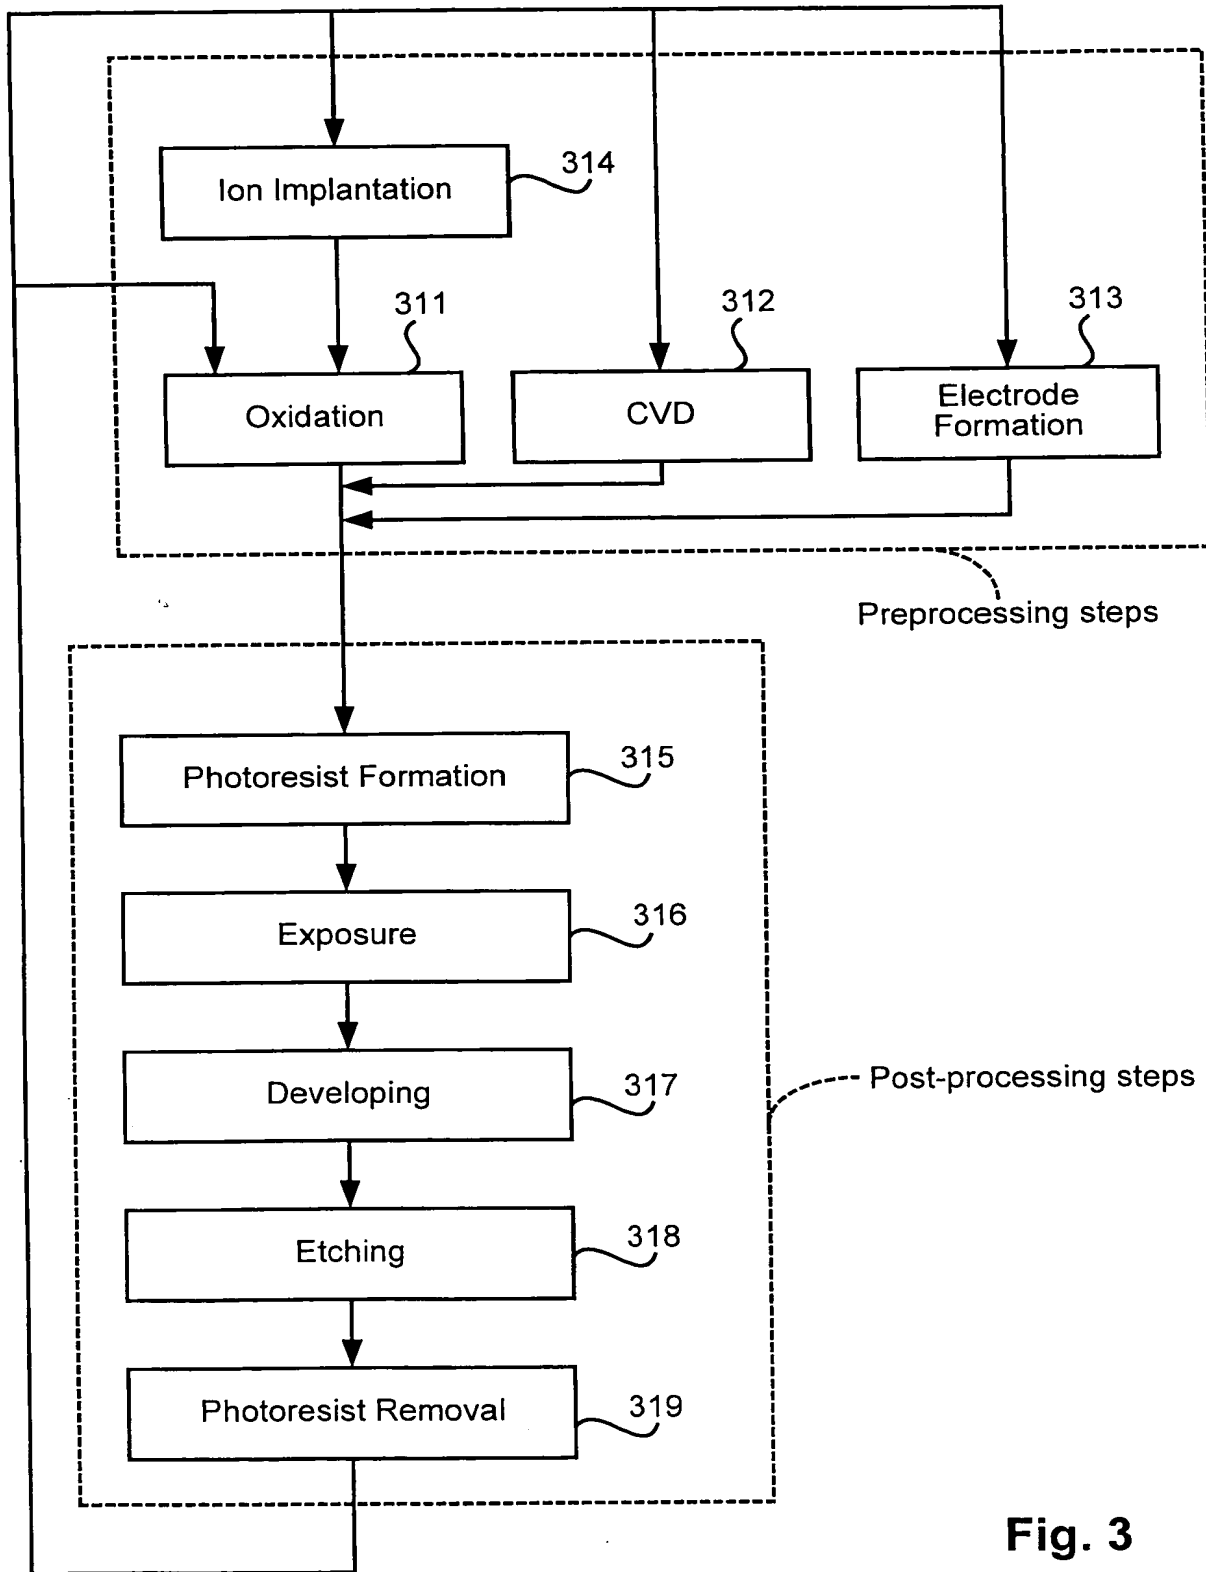 314
Ion Implantation
311
312
313
Oxidation
CVD
Electrode
Formation
Preprocessing steps
Photoresist Formation
315
Exposure
316
Developing
317
Post-processing steps
Etching
318
Photoresist Removal
319
Fig. 3